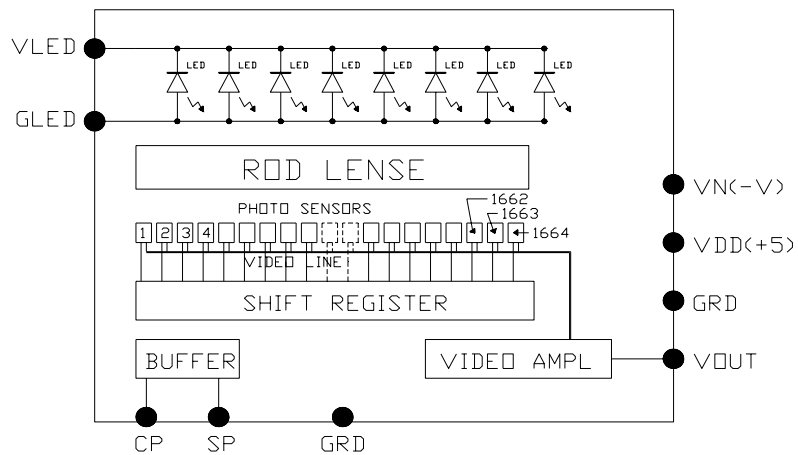 VLED
LED LED LED LED LED LED LED LED
GLED
ROD LENSE
VN(-V)
PHOTO SENSORS
1662
1663
1 2 3 4
1664
VDD(+5)
VIDEO LINE
SHIFT REGISTER
GRD
BUFFER
VIDEO AMPL
VOUT
CP SP GRD